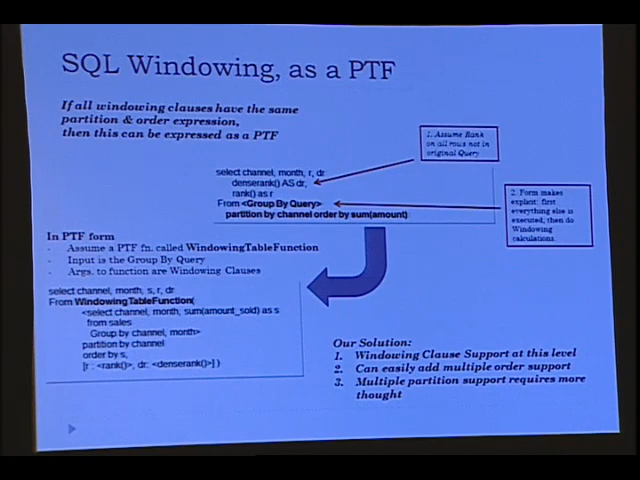 SQL Windowing, as a PTF
If all windowing clauses have the same
partition & order expression,
then this can be expressed as a PTF
1. Assume Rank
on all rows not in
original Query
select channel, month, r, dr
denserank() AS dr,
rank() as r
From <Group By Query>
partition by channel order by sum(amount)
2. Form makes
explicit: first
everything else is
executed; then do
Windowing
calculations.
In PTF form
- Assume a PTF fn. called WindowingTableFunction
- Input is the Group By Query
- Args. to function are Windowing Clauses
select channel, month, s, r, dr
From WindowingTableFunction(
<select channel, month, sum(amount_sold) as s
from sales
Group by channel, month>
partition by channel
order by s,
[r : <rank()>, dr: <denserank()>] )
Our Solution:
1. Windowing Clause Support at this level
2. Can easily add multiple order support
3. Multiple partition support requires more
thought